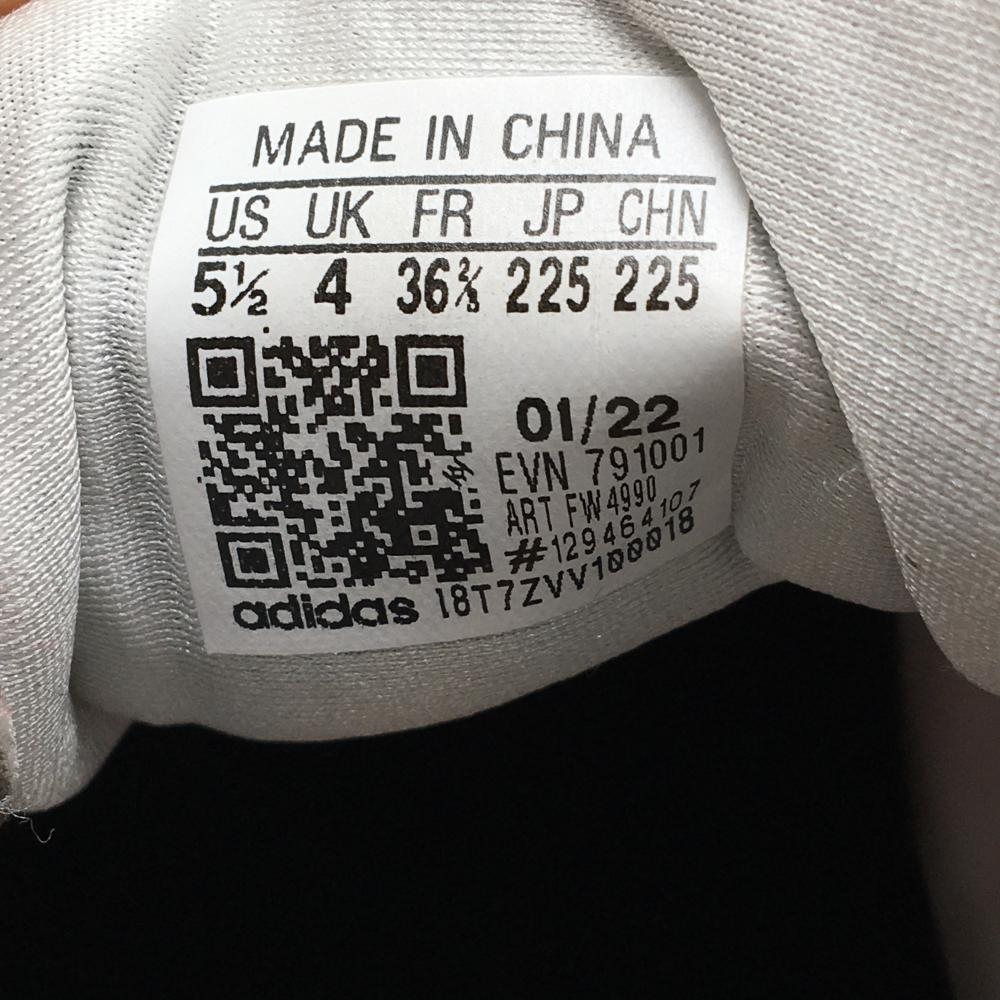 MADE IN CHINA
US UK FR JP CHN
5½ 4 36⅔ 225 225
01/22
EVN 791001
ART FW4990
#129464107
adidas 18T7ZVV100018